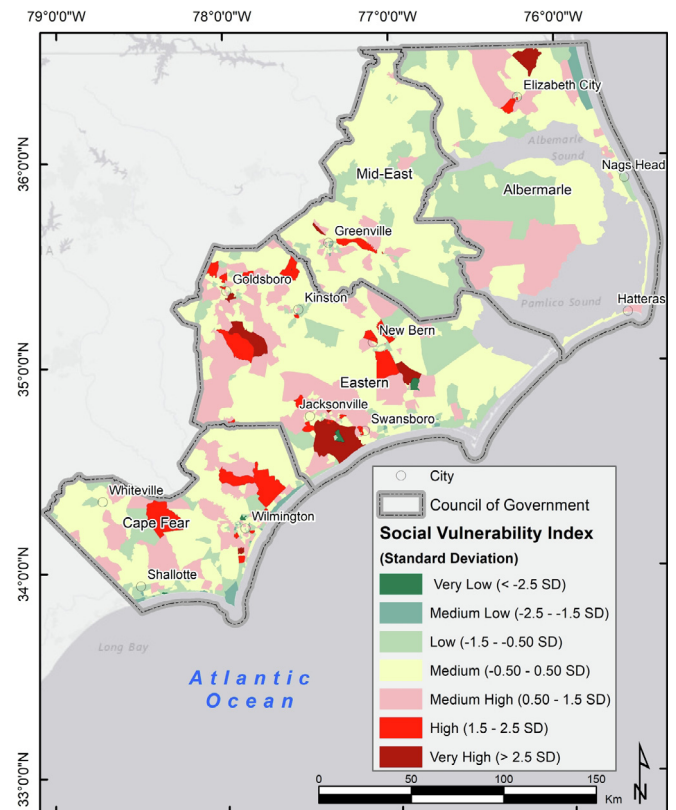 79°0'0"W
78°0'0"W
77°0'0"W
76°0'0"W
36°0'0"N
35°0'0"N
34°0'0"N
33°0'0"N
Elizabeth City
Albemarle
Sound
Nags Head
Mid-East
Albermarle
Greenville
A
Goldsboro
Kinston
Pamlico Sound
Hatteras
New Bern
Eastern
Jacksonville
Swansboro
Whiteville
Cape Fear
Wilmington
Shallotte
Long Bay
Atlantic
Ocean
City
Council of Government
Social Vulnerability Index
(Standard Deviation)
Very Low (< -2.5 SD)
Medium Low (-2.5 - -1.5 SD)
Low (-1.5 - -0.50 SD)
Medium (-0.50 - 0.50 SD)
Medium High (0.50 - 1.5 SD)
High (1.5 - 2.5 SD)
Very High (> 2.5 SD)
0 50 100 150
Km
N